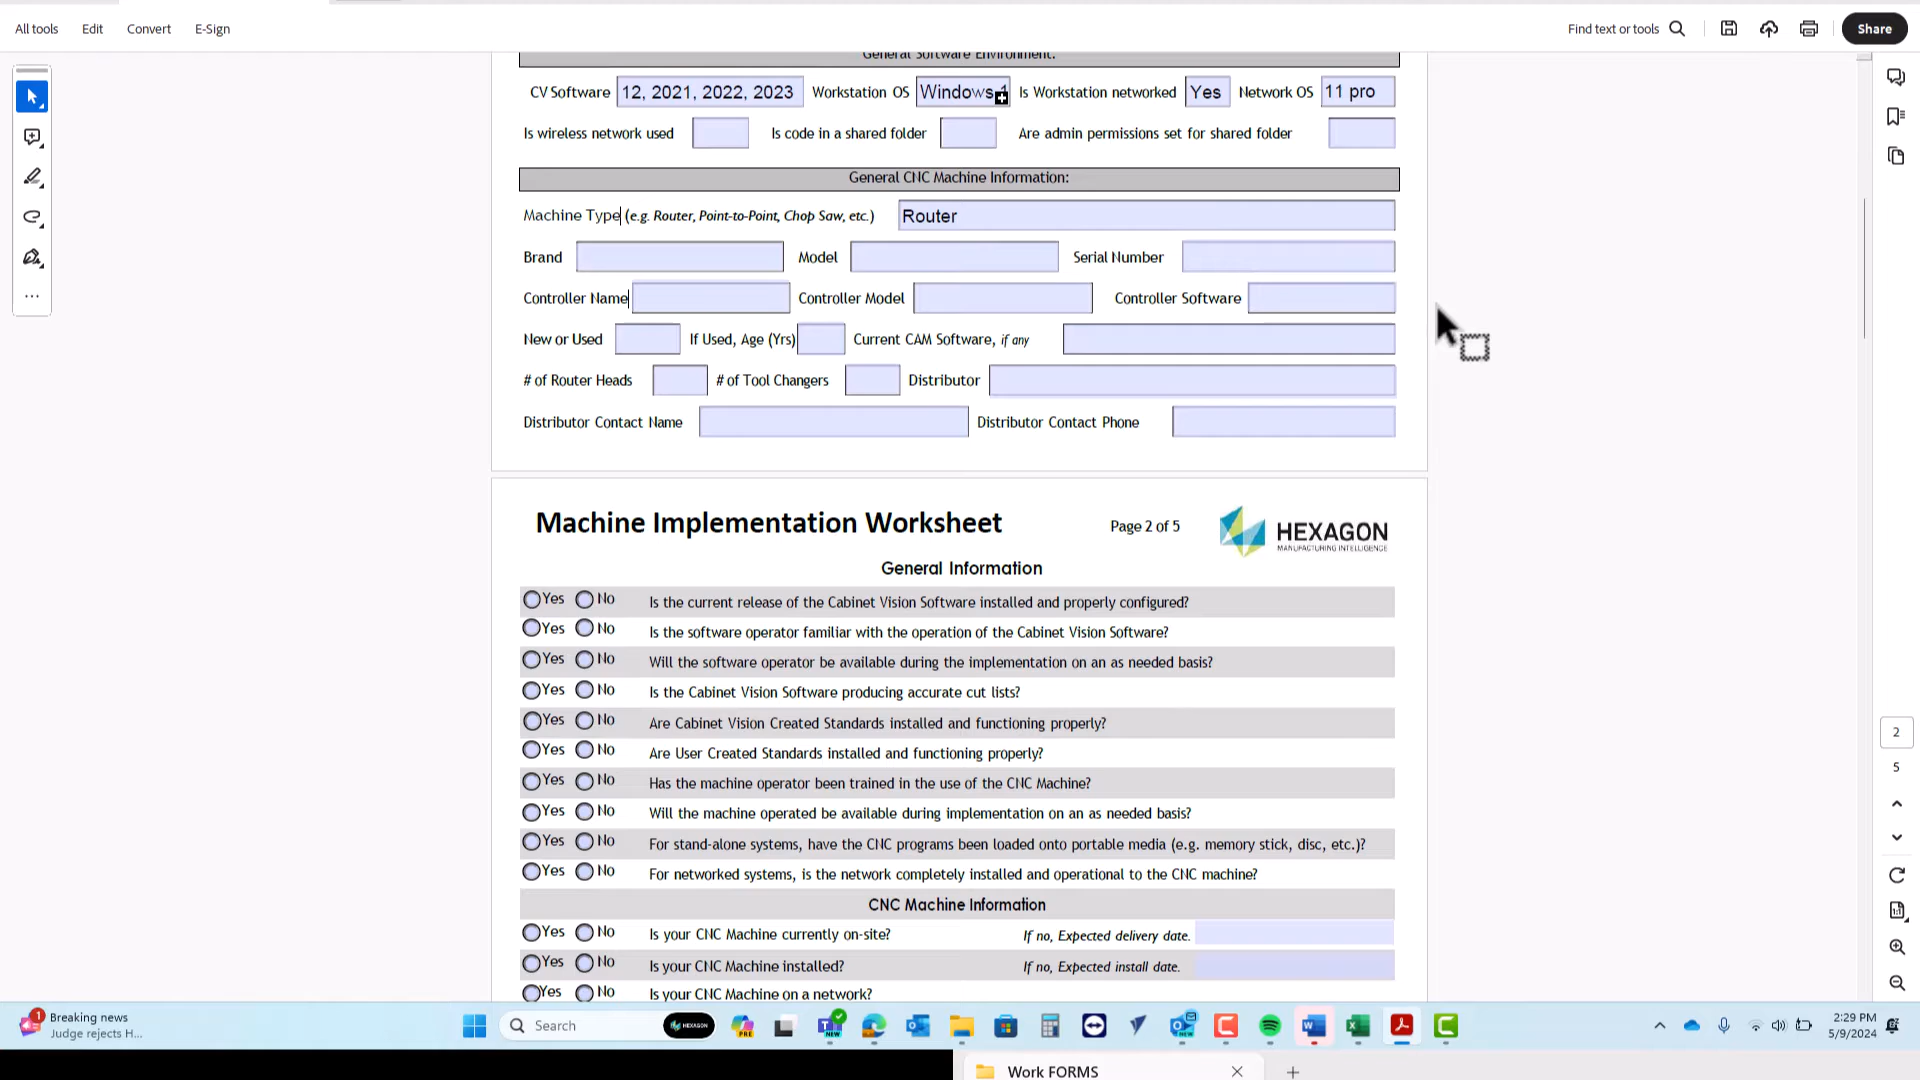 All tools Edit Convert E-Sign Find text or tools Share
General Software Environment:
CV Software 12, 2021, 2022, 2023 Workstation OS Windows 1 Is Workstation networked Yes Network OS 11 pro
Is wireless network used Is code in a shared folder Are admin permissions set for shared folder
General CNC Machine Information:
Machine Type (e.g. Router, Point-to-Point, Chop Saw, etc.) Router
Brand Model Serial Number
Controller Name Controller Model Controller Software
New or Used If Used, Age (Yrs) Current CAM Software, if any
# of Router Heads # of Tool Changers Distributor
Distributor Contact Name Distributor Contact Phone
Machine Implementation Worksheet Page 2 of 5 HEXAGON
MANUFACTURING INTELLIGENCE
General Information
Yes No Is the current release of the Cabinet Vision Software installed and properly configured?
Yes No Is the software operator familiar with the operation of the Cabinet Vision Software?
Yes No Will the software operator be available during the implementation on an as needed basis?
Yes No Is the Cabinet Vision Software producing accurate cut lists?
Yes No Are Cabinet Vision Created Standards installed and functioning properly?
Yes No Are User Created Standards installed and functioning properly?
2
5
Yes No Has the machine operator been trained in the use of the CNC Machine?
Yes No Will the machine operated be available during implementation on an as needed basis?
Yes No For stand-alone systems, have the CNC programs been loaded onto portable media (e.g. memory stick, disc, etc.)?
Yes No For networked systems, is the network completely installed and operational to the CNC machine?
CNC Machine Information
Yes No Is your CNC Machine currently on-site? If no, Expected delivery date.
Yes No Is your CNC Machine installed? If no, Expected install date.
Yes No Is your CNC Machine on a network?
1 Breaking news
Judge rejects H...
Search HEXAGON PRE NEW NEW
2:29 PM
5/9/2024
Work FORMS